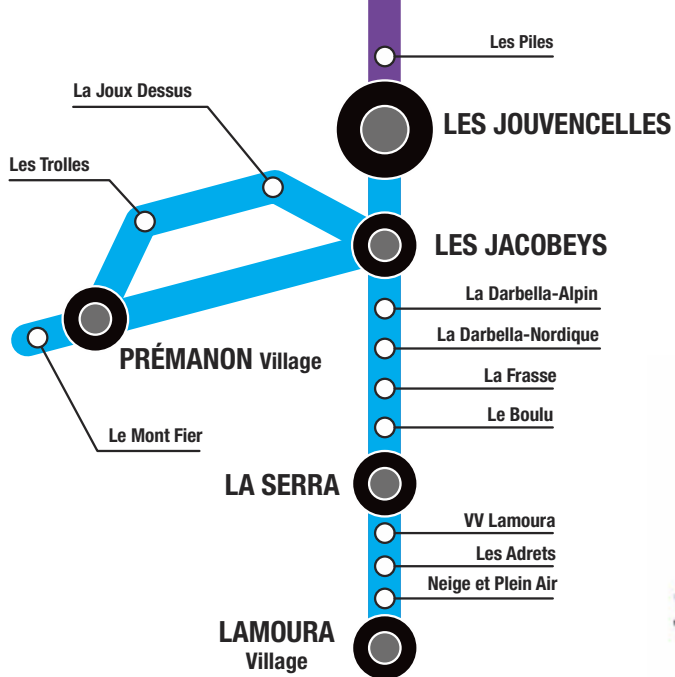 Les Piles
La Joux Dessus
LES JOUVENCELLES
Les Trolles
LES JACOBEYS
La Darbella-Alpin
La Darbella-Nordique
PRÉMANON Village
La Frasse
Le Boulu
Le Mont Fier
LA SERRA
VV Lamoura
Les Adrets
Neige et Plein Air
LAMOURA
Village